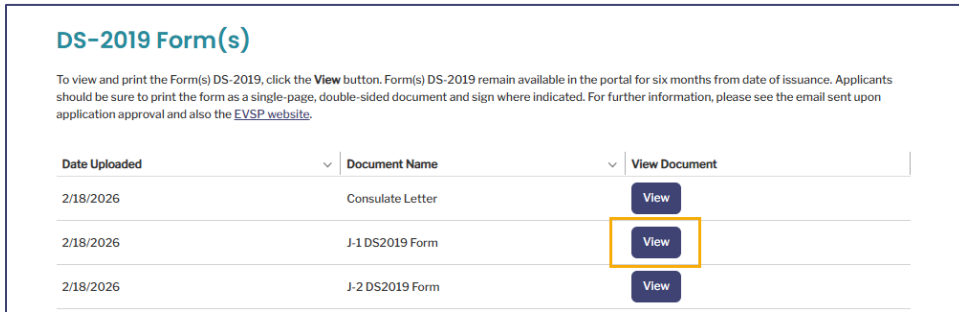 DS-2019 Form(s)
To view and print the Form(s) DS-2019, click the View button. Form(s) DS-2019 remain available in the portal for six months from date of issuance. Applicants
should be sure to print the form as a single-page, double-sided document and sign where indicated. For further information, please see the email sent upon
application approval and also the EVSP website.
Date Uploaded Document Name View Document
2/18/2026 Consulate Letter View
2/18/2026 J-1 DS2019 Form View
2/18/2026 J-2 DS2019 Form View